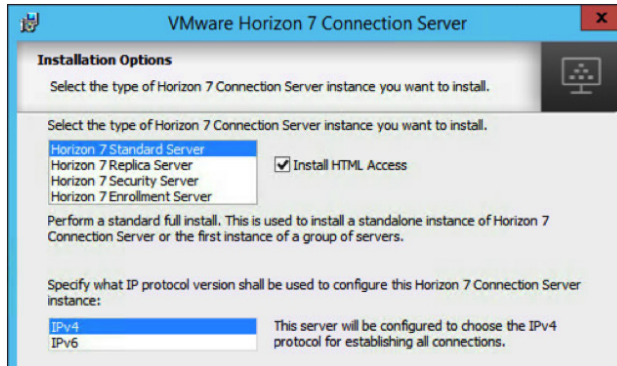 VMware Horizon 7 Connection Server
x
Installation Options
Select the type of Horizon 7 Connection Server instance you want to install.
Select the type of Horizon 7 Connection Server instance you want to install.
Horizon 7 Standard Server
Horizon 7 Replica Server
Horizon 7 Security Server
Horizon 7 Enrollment Server
Install HTML Access
Perform a standard full install. This is used to install a standalone instance of Horizon 7
Connection Server or the first instance of a group of servers.
Specify what IP protocol version shall be used to configure this Horizon 7 Connection Server
instance:
IPv4
IPv6
This server will be configured to choose the IPv4
protocol for establishing all connections.